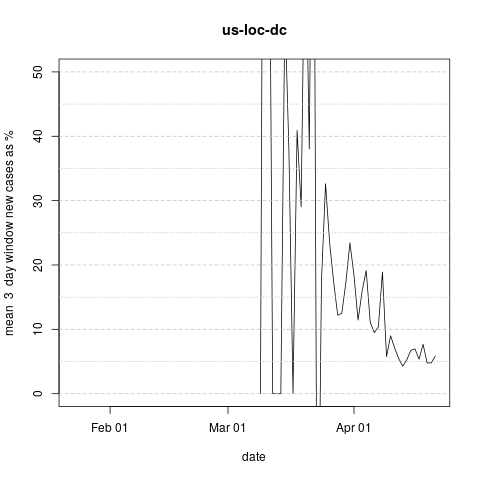 us-loc-dc
mean 3 day window new cases as %
50
40
30
20
10
0
Feb 01
Mar 01
Apr 01
date